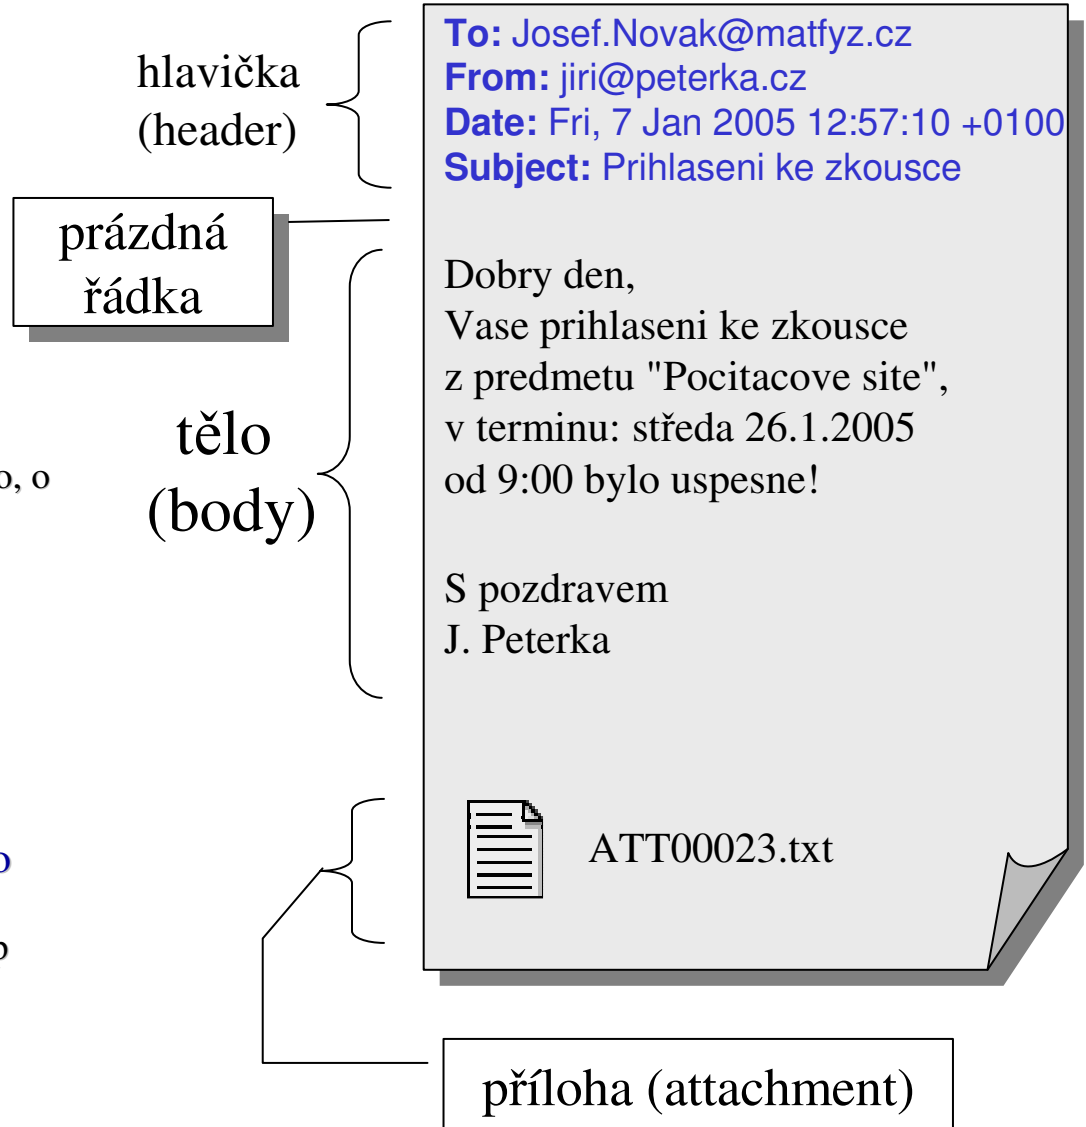 hlavička
(header)
To: Josef.Novak@matfyz.cz
From: jiri@peterka.cz
Date: Fri, 7 Jan 2005 12:57:10 +0100
Subject: Prihlaseni ke zkousce
prázdná
řádka
tělo
(body)
o, o
Dobry den,
Vase prihlaseni ke zkousce
z predmetu "Pocitacove site",
v terminu: středa 26.1.2005
od 9:00 bylo uspesne!
S pozdravem
J. Peterka
ATT00023.txt
příloha (attachment)